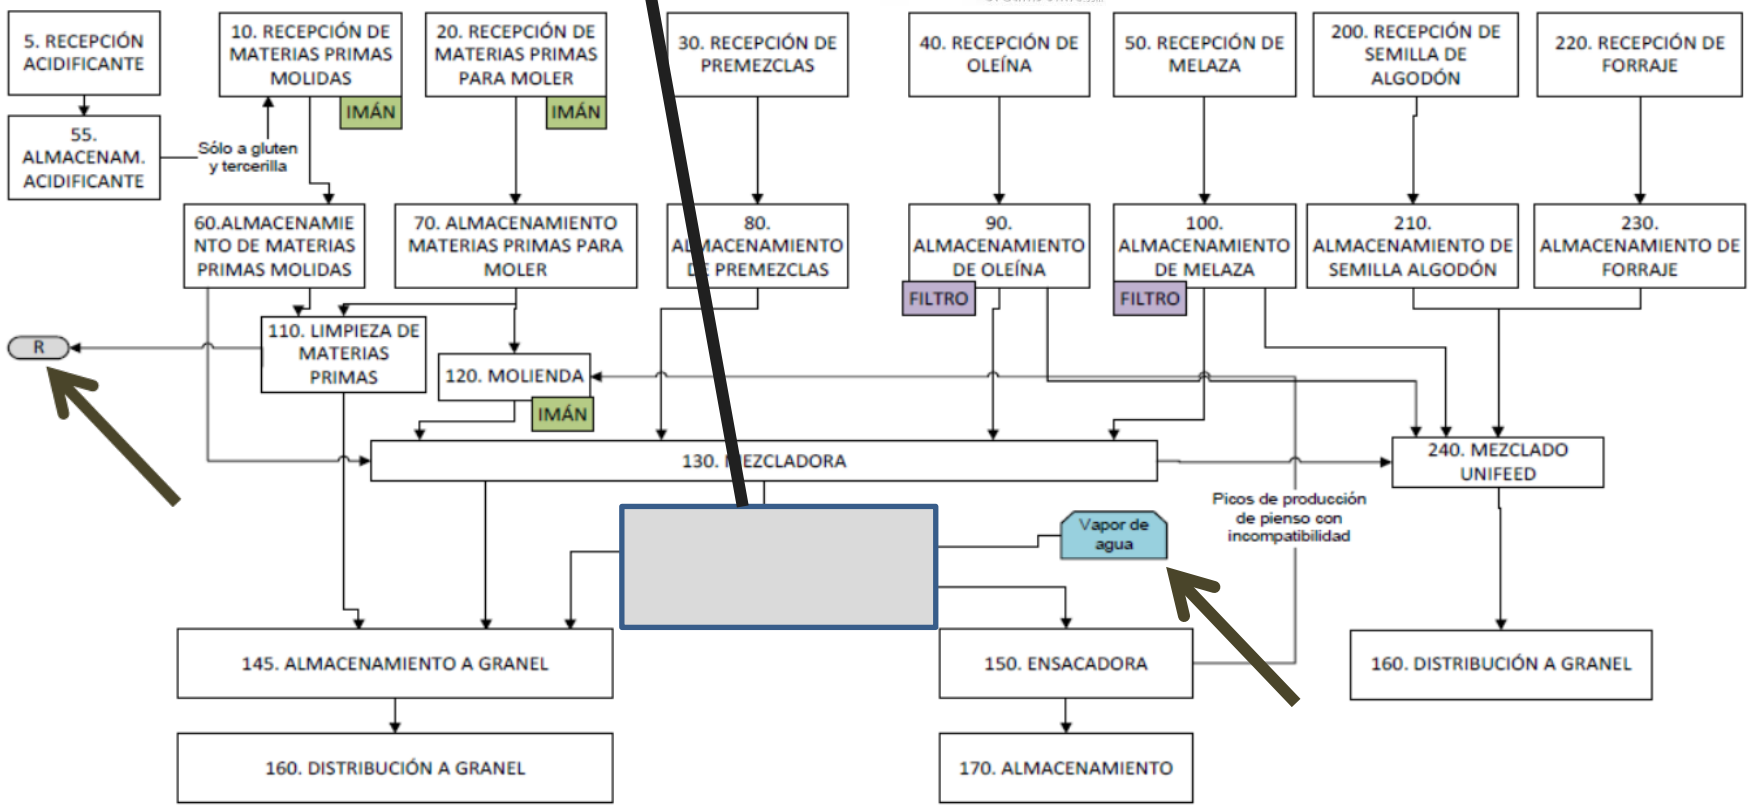 5. RECEPCIÓN
ACIDIFICANTE
10. RECEPCIÓN DE
MATERIAS PRIMAS
MOLIDAS
IMÁN
20. RECEPCIÓN DE
MATERIAS PRIMAS
PARA MOLER
IMÁN
30. RECEPCIÓN DE
PREMEZCLAS
40. RECEPCIÓN DE
OLEÍNA
50. RECEPCIÓN DE
MELAZA
200. RECEPCIÓN DE
SEMILLA DE
ALGODÓN
220. RECEPCIÓN DE
FORRAJE
55.
ALMACENAM.
ACIDIFICANTE
Sólo a gluten
y tercerilla
60.ALMACENAMIE
NTO DE MATERIAS
PRIMAS MOLIDAS
70. ALMACENAMIENTO
MATERIAS PRIMAS PARA
MOLER
80.
ALMACENAMIENTO
DE PREMEZCLAS
90.
ALMACENAMIENTO
DE OLEÍNA
FILTRO
100.
ALMACENAMIENTO
DE MELAZA
FILTRO
210.
ALMACENAMIENTO DE
SEMILLA ALGODÓN
230.
ALMACENAMIENTO DE
FORRAJE
R
110. LIMPIEZA DE
MATERIAS
PRIMAS
120. MOLIENDA
IMÁN
130. MEZCLADORA
240. MEZCLADO
UNIFEED
Picos de producción
de pienso con
incompatibilidad
Vapor de
agua
145. ALMACENAMIENTO A GRANEL
150. ENSACADORA
160. DISTRIBUCIÓN A GRANEL
160. DISTRIBUCIÓN A GRANEL
170. ALMACENAMIENTO